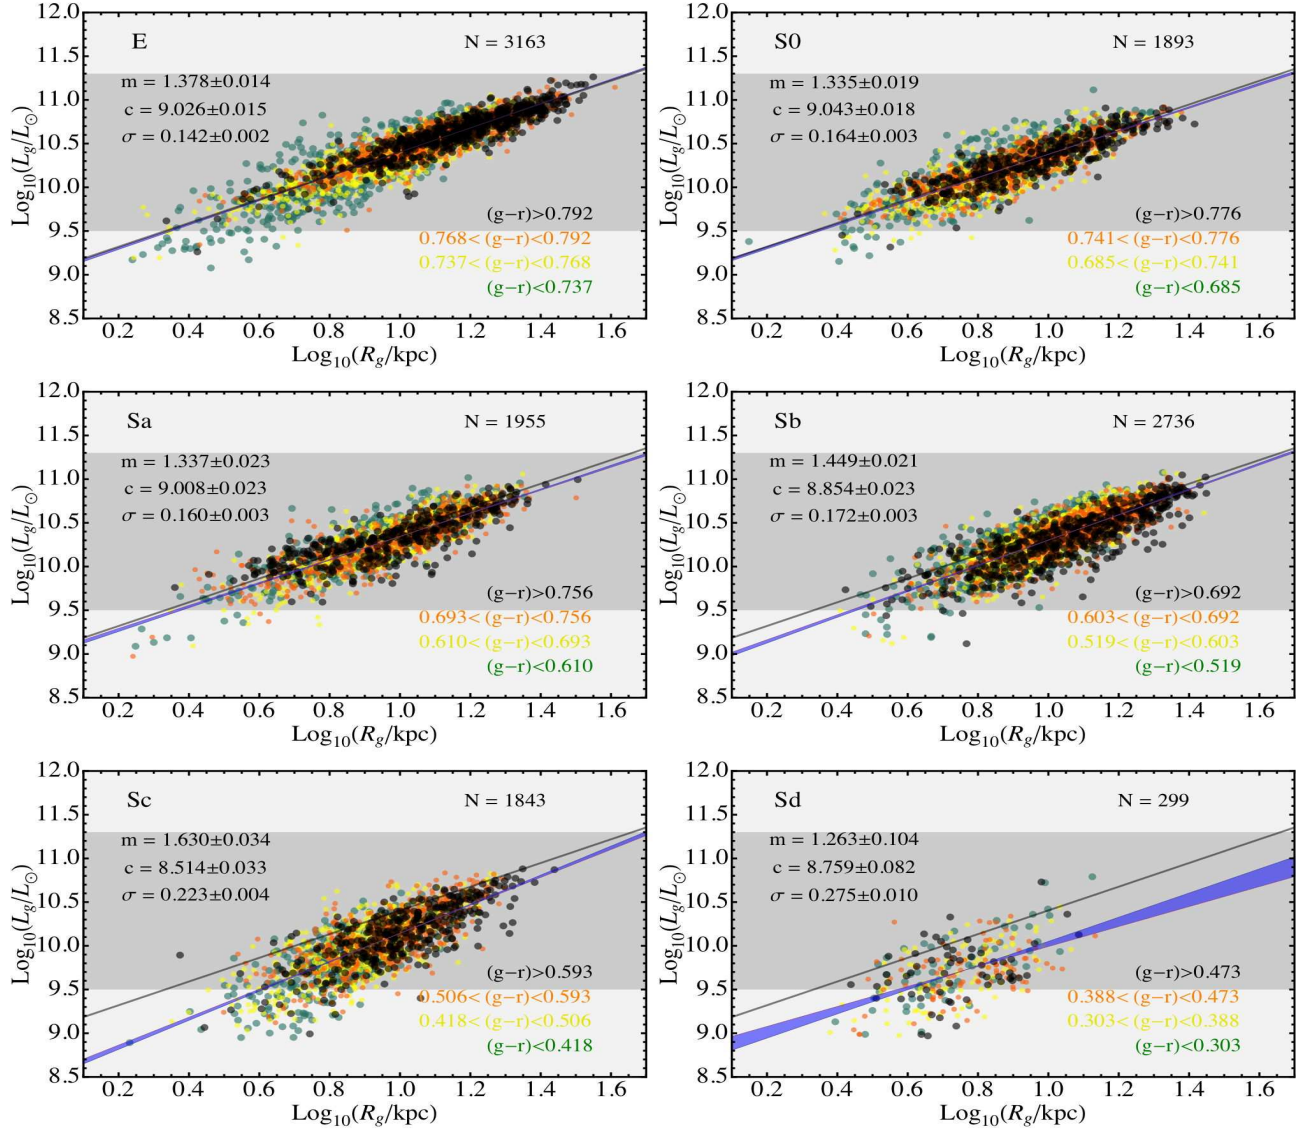 E
N = 3163
m = 1.378±0.014
c = 9.026±0.015
σ = 0.142±0.002
(g−r)>0.792
0.768< (g−r)<0.792
0.737< (g−r)<0.768
(g−r)<0.737
12.0
11.5
11.0
10.5
10.0
9.5
9.0
8.5
Log₁₀(L_g/L_⊙)
0.2 0.4 0.6 0.8 1.0 1.2 1.4 1.6
Log₁₀(R_g/kpc)
S0
N = 1893
m = 1.335±0.019
c = 9.043±0.018
σ = 0.164±0.003
(g−r)>0.776
0.741< (g−r)<0.776
0.685< (g−r)<0.741
(g−r)<0.685
12.0
11.5
11.0
10.5
10.0
9.5
9.0
8.5
Log₁₀(L_g/L_⊙)
0.2 0.4 0.6 0.8 1.0 1.2 1.4 1.6
Log₁₀(R_g/kpc)
Sa
N = 1955
m = 1.337±0.023
c = 9.008±0.023
σ = 0.160±0.003
(g−r)>0.756
0.693< (g−r)<0.756
0.610< (g−r)<0.693
(g−r)<0.610
12.0
11.5
11.0
10.5
10.0
9.5
9.0
8.5
Log₁₀(L_g/L_⊙)
0.2 0.4 0.6 0.8 1.0 1.2 1.4 1.6
Log₁₀(R_g/kpc)
Sb
N = 2736
m = 1.449±0.021
c = 8.854±0.023
σ = 0.172±0.003
(g−r)>0.692
0.603< (g−r)<0.692
0.519< (g−r)<0.603
(g−r)<0.519
12.0
11.5
11.0
10.5
10.0
9.5
9.0
8.5
Log₁₀(L_g/L_⊙)
0.2 0.4 0.6 0.8 1.0 1.2 1.4 1.6
Log₁₀(R_g/kpc)
Sc
N = 1843
m = 1.630±0.034
c = 8.514±0.033
σ = 0.223±0.004
(g−r)>0.593
0.506< (g−r)<0.593
0.418< (g−r)<0.506
(g−r)<0.418
12.0
11.5
11.0
10.5
10.0
9.5
9.0
8.5
Log₁₀(L_g/L_⊙)
0.2 0.4 0.6 0.8 1.0 1.2 1.4 1.6
Log₁₀(R_g/kpc)
Sd
N = 299
m = 1.263±0.104
c = 8.759±0.082
σ = 0.275±0.010
(g−r)>0.473
0.388< (g−r)<0.473
0.303< (g−r)<0.388
(g−r)<0.303
12.0
11.5
11.0
10.5
10.0
9.5
9.0
8.5
Log₁₀(L_g/L_⊙)
0.2 0.4 0.6 0.8 1.0 1.2 1.4 1.6
Log₁₀(R_g/kpc)